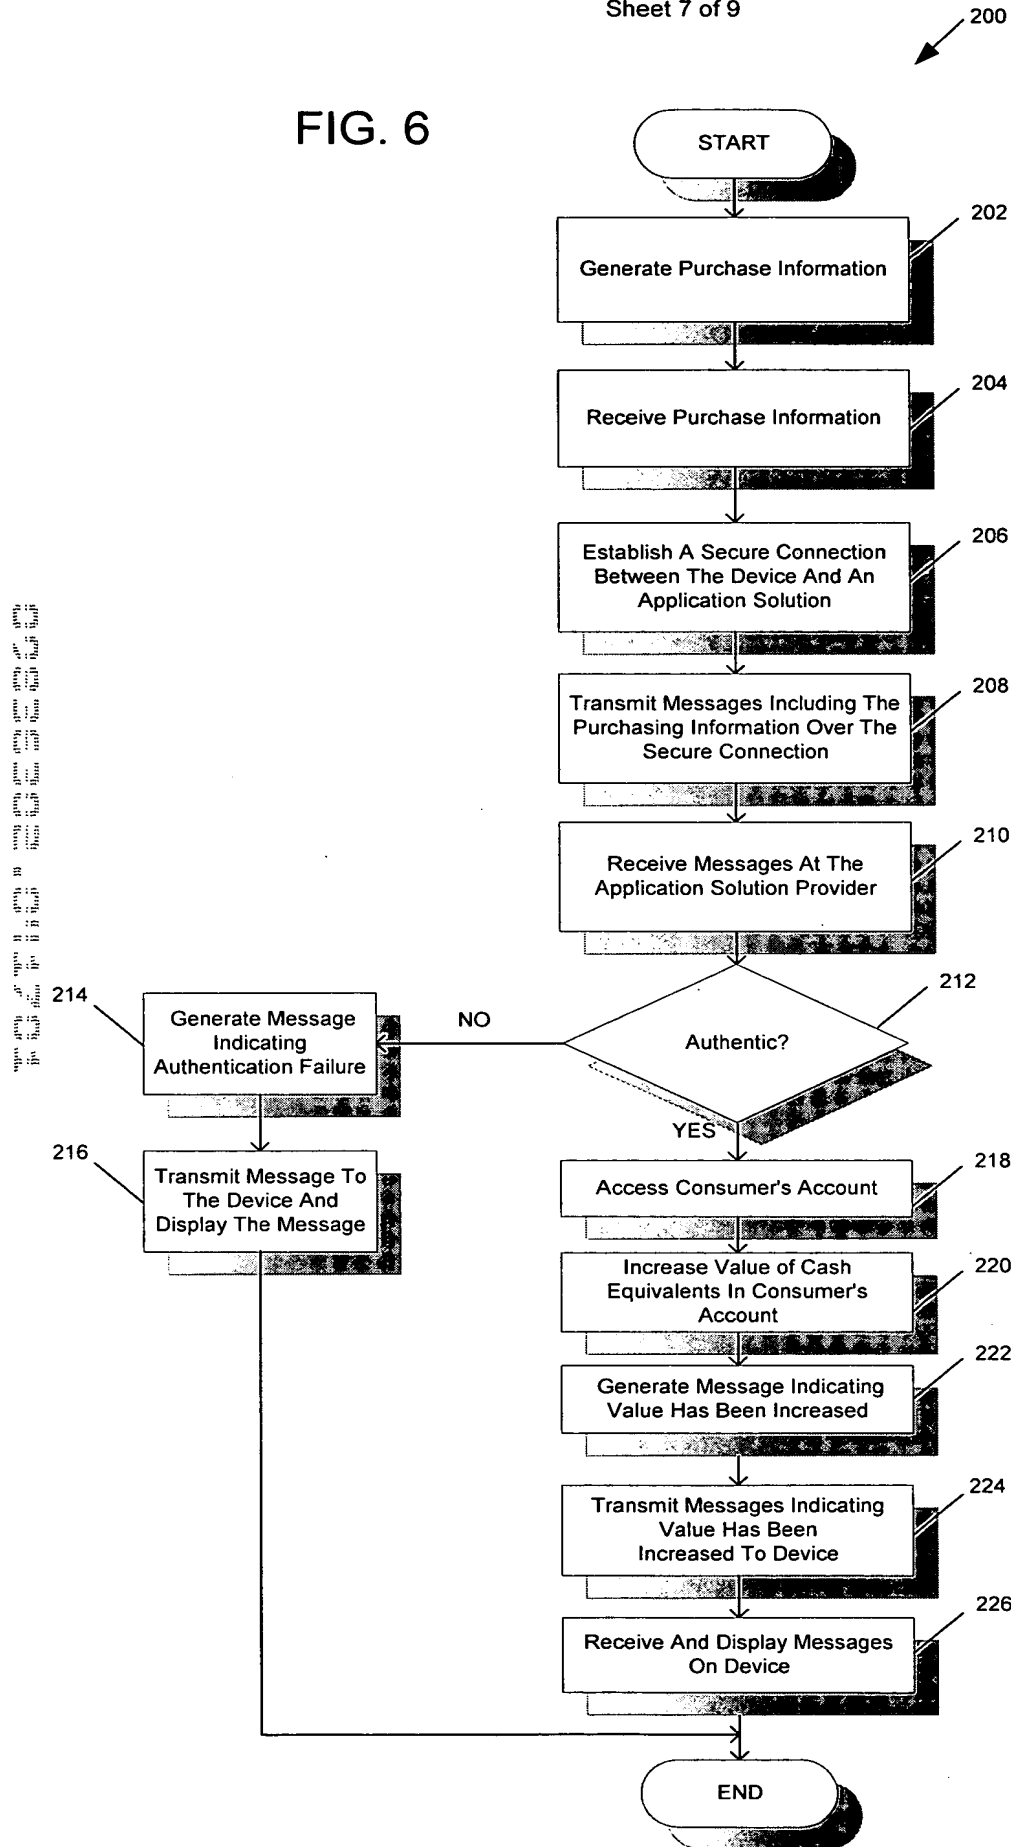 Sheet 7 of 9
200
FIG. 6
START
202
Generate Purchase Information
204
Receive Purchase Information
206
Establish A Secure Connection
Between The Device And An
Application Solution
208
Transmit Messages Including The
Purchasing Information Over The
Secure Connection
210
Receive Messages At The
Application Solution Provider
212
Authentic?
NO
214
Generate Message
Indicating
Authentication Failure
YES
216
Transmit Message To
The Device And
Display The Message
218
Access Consumer's Account
220
Increase Value of Cash
Equivalents In Consumer's
Account
222
Generate Message Indicating
Value Has Been Increased
224
Transmit Messages Indicating
Value Has Been
Increased To Device
226
Receive And Display Messages
On Device
END